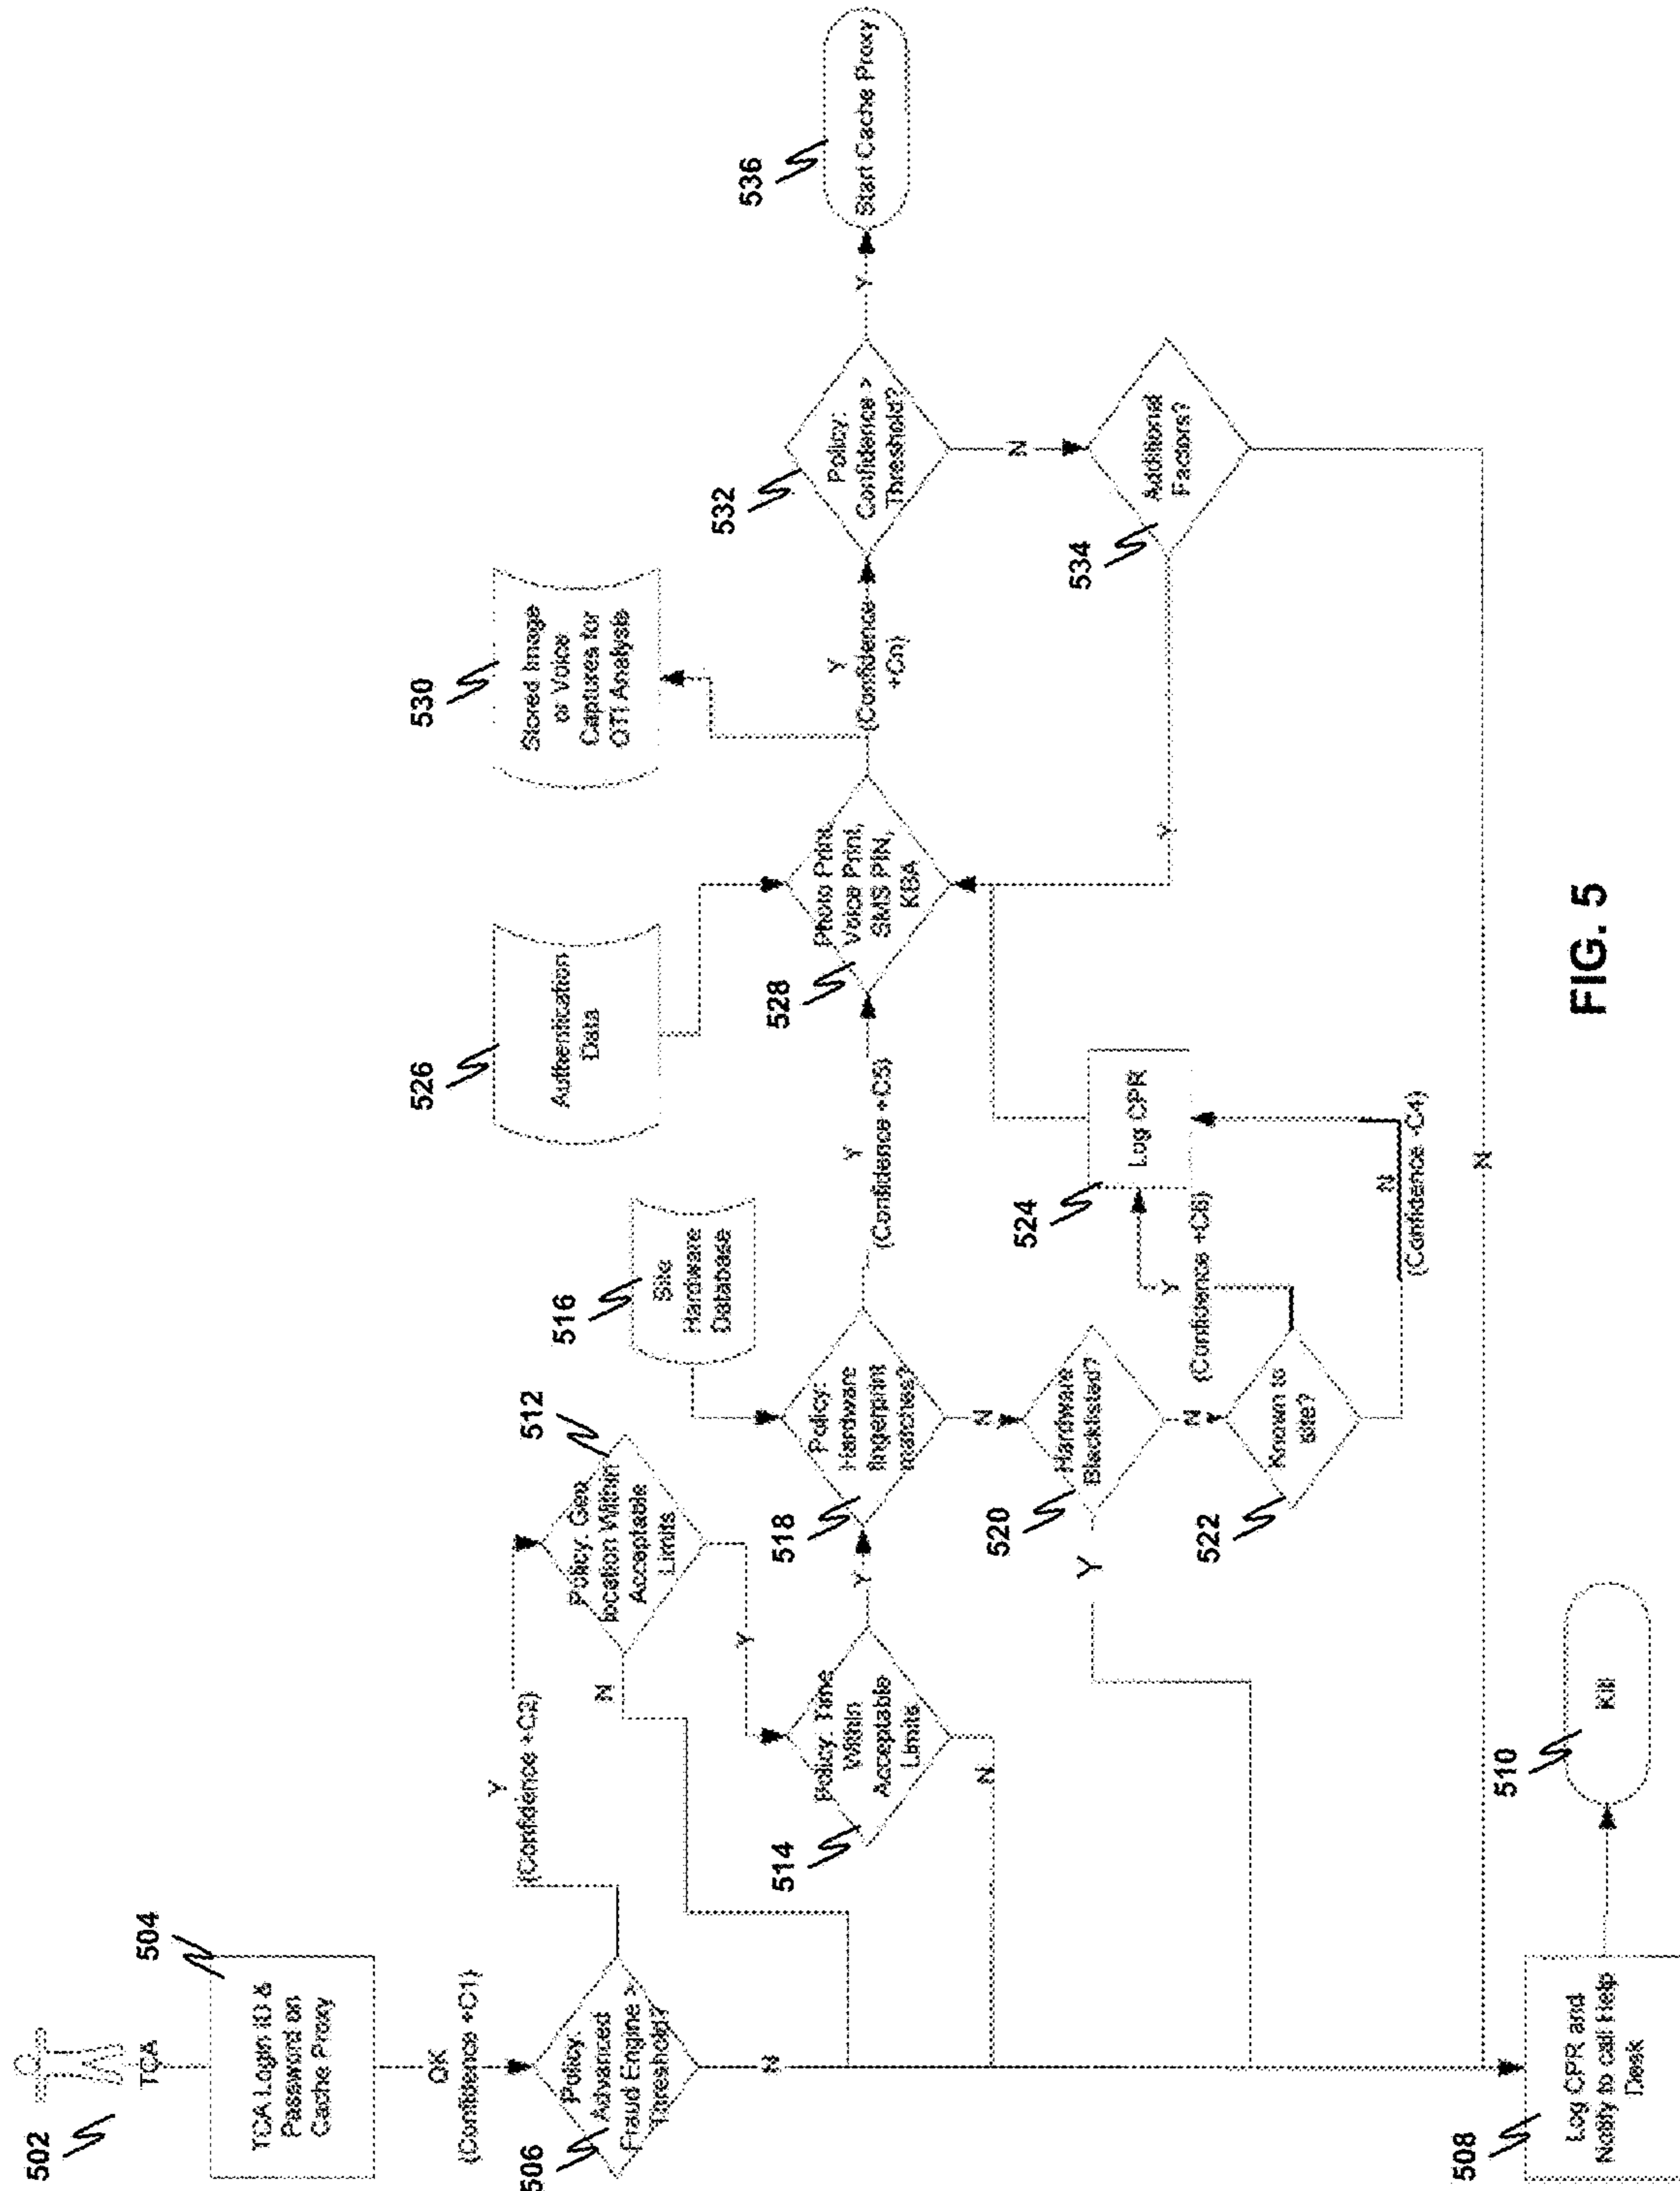 502
TCA
504
TCA Login ID &
Password on
Cache Proxy
OK
(Confidence +C1)
506
Policy:
Advanced
Fraud Engine >
Threshold?
Y
(Confidence +C2)
N
512
Policy: Geo
location Within
Acceptable
Limits
N
Y
514
Policy: Time
Within
Acceptable
Limits
N
Y
516
Site
Hardware
Database
518
Policy:
Hardware
fingerprint
matches?
Y
(Confidence +C5)
N
520
Hardware
Blacklisted?
Y
N
522
Known to
site?
Y
(Confidence +C6)
N
(Confidence -C4)
524
Log CPR
526
Authentication
Data
528
Photo Print,
Voice Print,
SMS PIN,
KBA
530
Stored Image
or Voice
Captures for
QTI Analysis
Y
(Confidence
+Cn)
532
Policy:
Confidence >
Threshold?
Y
N
534
Additional
Factors?
Y
N
536
Start Cache Proxy
508
Log CPR and
Notify to call Help
Desk
510
Kill
FIG. 5